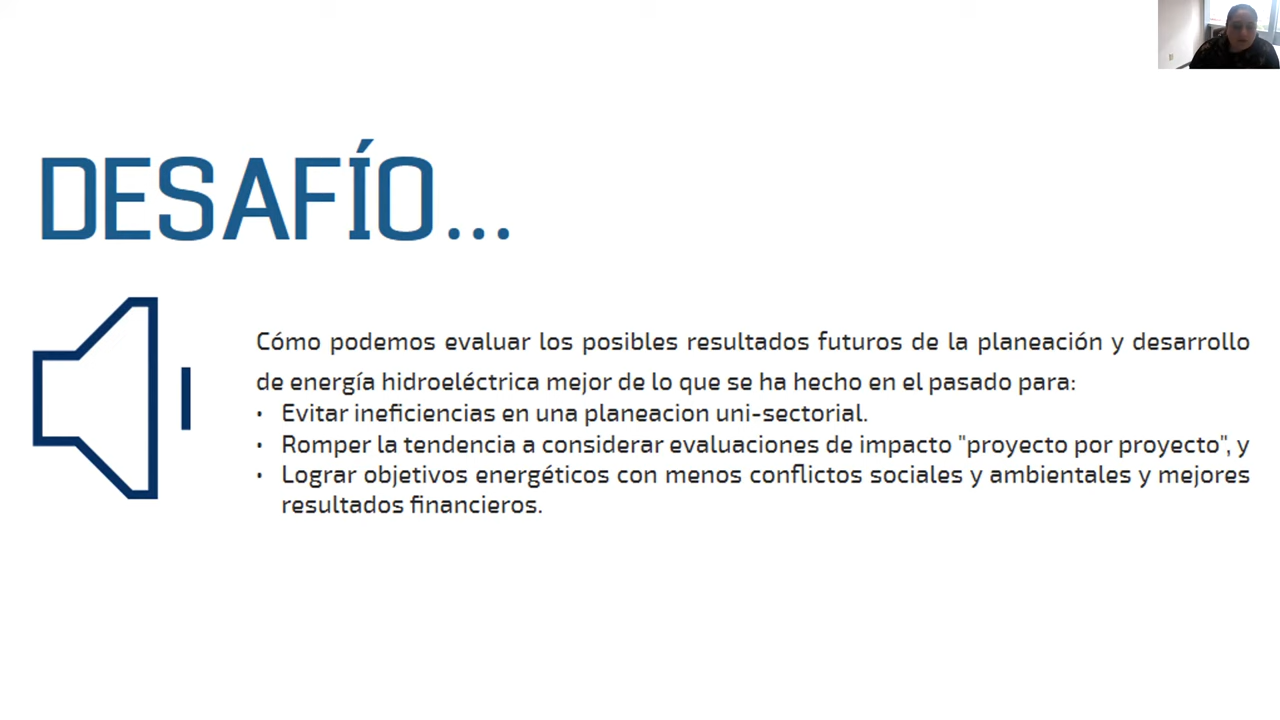 DESAFÍO...
Cómo podemos evaluar los posibles resultados futuros de la planeación y desarrollo
de energía hidroeléctrica mejor de lo que se ha hecho en el pasado para:
• Evitar ineficiencias en una planeacion uni-sectorial.
• Romper la tendencia a considerar evaluaciones de impacto "proyecto por proyecto", y
• Lograr objetivos energéticos con menos conflictos sociales y ambientales y mejores
resultados financieros.